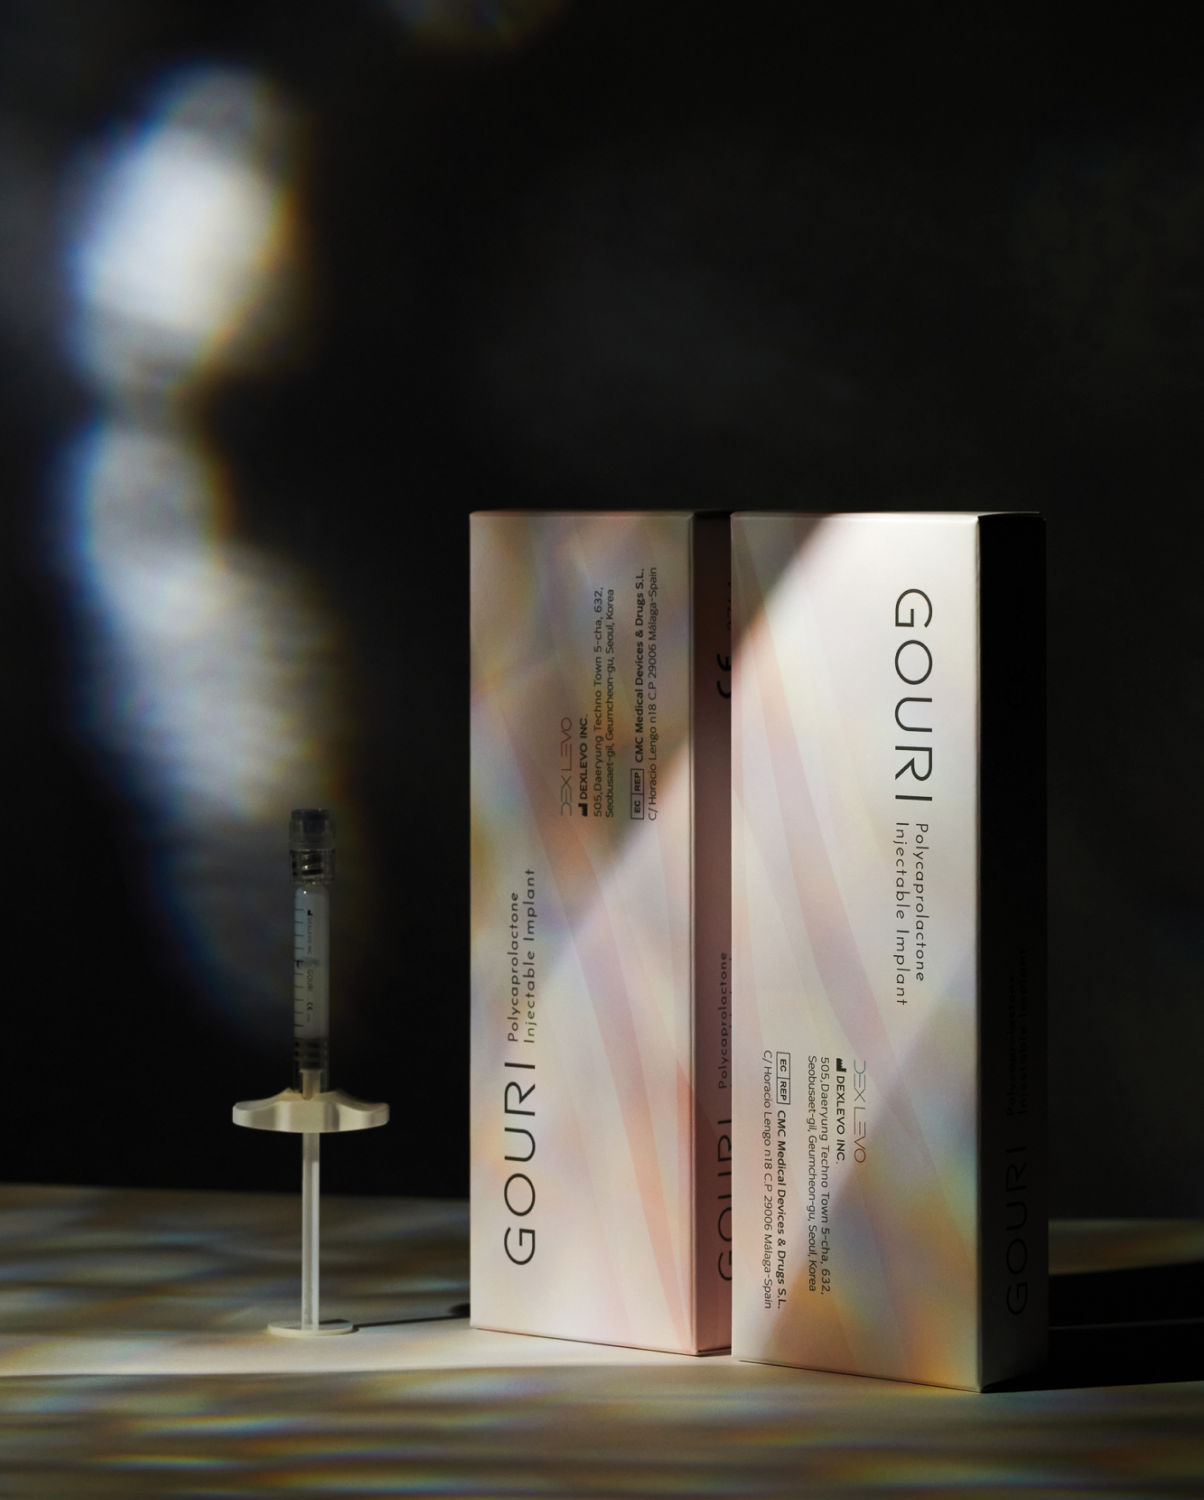 GOURI
Polycaprolactone
Injectable Implant
DEXLEVO
DEXLEVO INC.
505,Daeryung Techno Town 5-cha, 632,
Seobusaet-gil, Geumcheon-gu, Seoul, Korea
EC REP CMC Medical Devices & Drugs S.L.
C/ Horacio Lengo n18 C.P 29006 Málaga-Spain
Polycaprolactone
GOURI
GOURI
Polycaprolactone
Injectable Implant
DEXLEVO
DEXLEVO INC.
505,Daeryung Techno Town 5-cha, 632,
Seobusaet-gil, Geumcheon-gu, Seoul, Korea
EC REP CMC Medical Devices & Drugs S.L.
C/ Horacio Lengo n18 C.P 29006 Málaga-Spain
GOURI